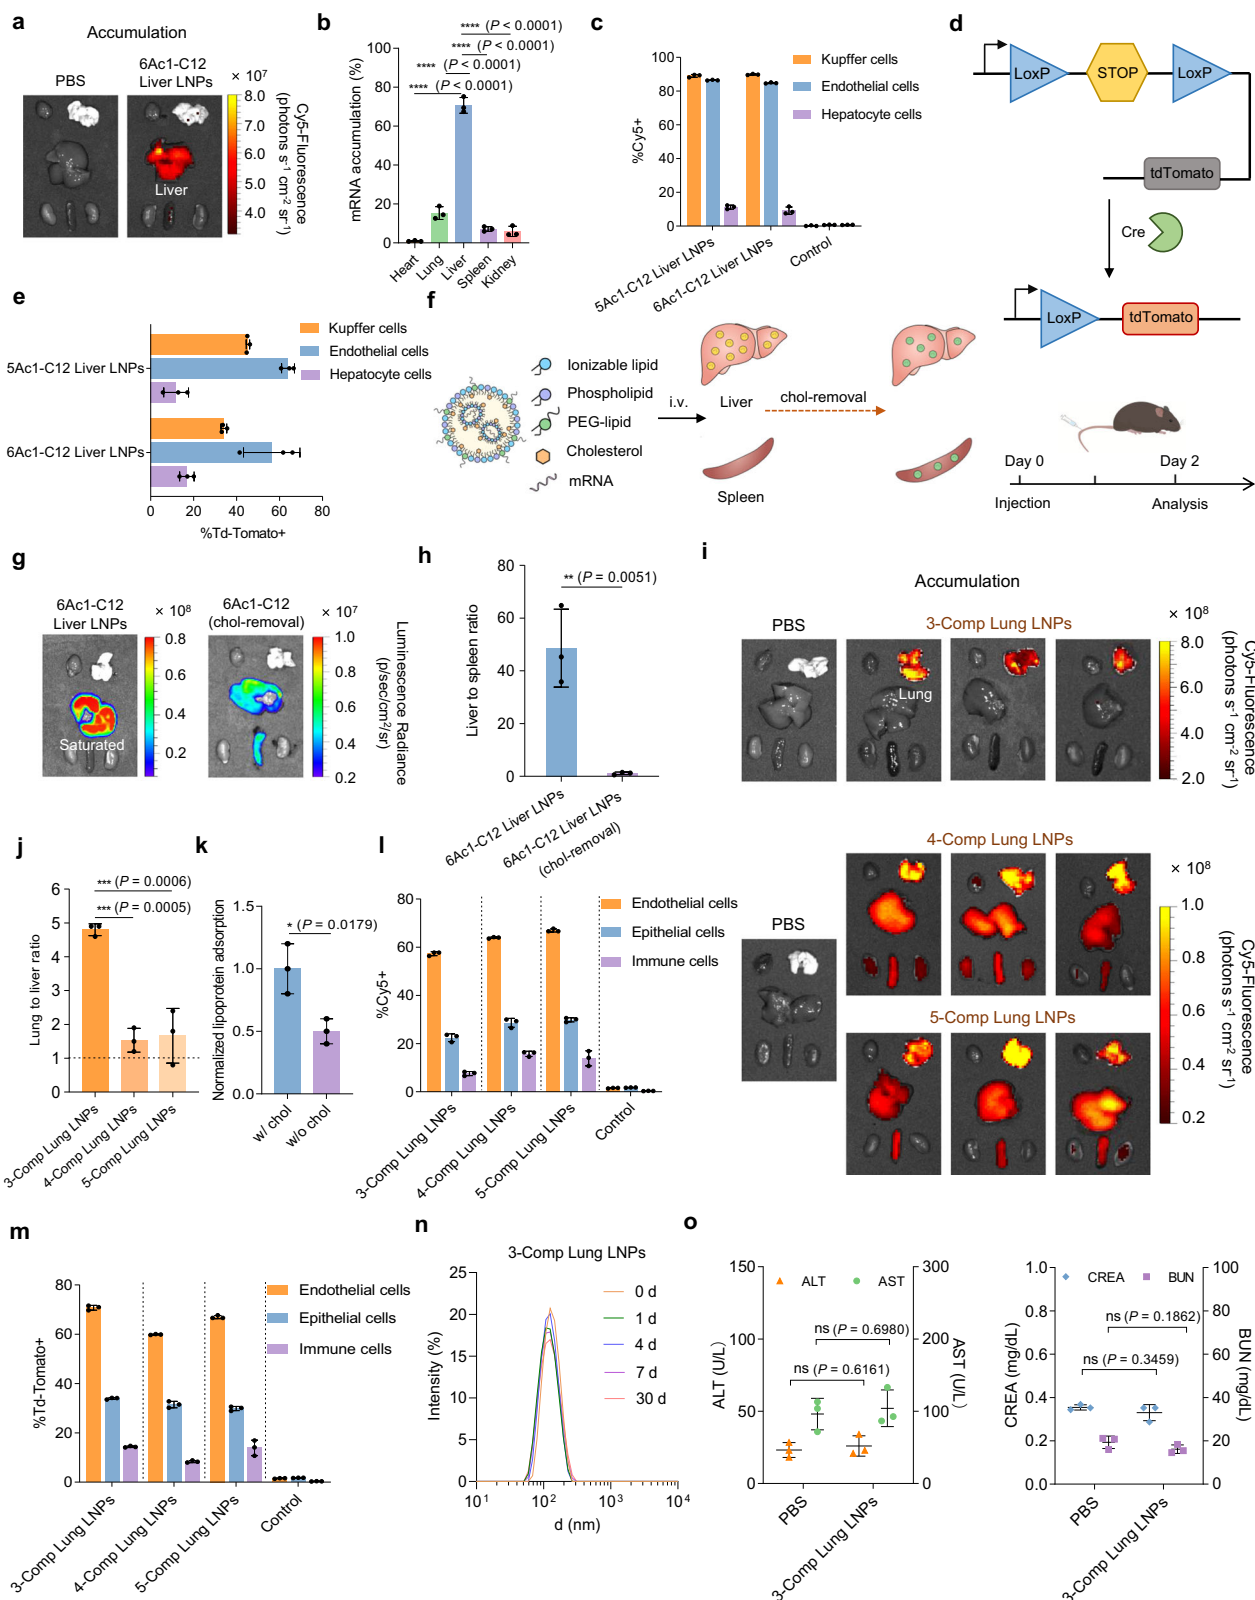 a
Accumulation
PBS
6Ac1-C12
Liver LNPs
Liver
× 10⁷
8.0
7.0
6.0
5.0
4.0
Cy5-Fluorescence
(photons s⁻¹ cm⁻² sr⁻¹)
b
**** (P < 0.0001)
**** (P < 0.0001)
**** (P < 0.0001)
**** (P < 0.0001)
mRNA accumulation (%)
100
80
60
40
20
0
Heart
Lung
Liver
Spleen
Kidney
c
%Cy5+
100
80
60
40
20
0
Kupffer cells
Endothelial cells
Hepatocyte cells
5Ac1-C12 Liver LNPs
6Ac1-C12 Liver LNPs
Control
d
LoxP
STOP
LoxP
tdTomato
Cre
LoxP
tdTomato
Day 0
Day 2
Injection
Analysis
e
Kupffer cells
Endothelial cells
Hepatocyte cells
5Ac1-C12 Liver LNPs
6Ac1-C12 Liver LNPs
0
20
40
60
80
%Td-Tomato+
f
Ionizable lipid
Phospholipid
PEG-lipid
Cholesterol
mRNA
i.v.
Liver
chol-removal
Spleen
g
6Ac1-C12
Liver LNPs
Saturated
× 10⁸
0.8
0.6
0.4
0.2
6Ac1-C12
(chol-removal)
× 10⁷
1.0
0.8
0.6
0.4
0.2
Luminescence Radiance
(p/sec/cm²/sr)
h
** (P = 0.0051)
Liver to spleen ratio
80
60
40
20
0
6Ac1-C12 Liver LNPs
6Ac1-C12 Liver LNPs
(chol-removal)
i
Accumulation
PBS
3-Comp Lung LNPs
Lung
× 10⁸
8.0
6.0
4.0
2.0
Cy5-Fluorescence
(photons s⁻¹ cm⁻² sr⁻¹)
4-Comp Lung LNPs
PBS
5-Comp Lung LNPs
× 10⁸
1.0
0.8
0.6
0.4
0.2
Cy5-Fluorescence
(photons s⁻¹ cm⁻² sr⁻¹)
j
*** (P = 0.0006)
*** (P = 0.0005)
Lung to liver ratio
6
5
4
3
2
1
0
3-Comp Lung LNPs
4-Comp Lung LNPs
5-Comp Lung LNPs
k
* (P = 0.0179)
Normalized lipoprotein adsorption
1.5
1.0
0.5
0.0
w/ chol
w/o chol
l
%Cy5+
80
60
40
20
0
Endothelial cells
Epithelial cells
Immune cells
3-Comp Lung LNPs
4-Comp Lung LNPs
5-Comp Lung LNPs
Control
m
%Td-Tomato+
80
60
40
20
0
Endothelial cells
Epithelial cells
Immune cells
3-Comp Lung LNPs
4-Comp Lung LNPs
5-Comp Lung LNPs
Control
n
3-Comp Lung LNPs
Intensity (%)
25
20
15
10
5
0
0 d
1 d
4 d
7 d
30 d
10¹
10²
10³
10⁴
d (nm)
o
ALT (U/L)
150
100
50
0
ALT
AST
ns (P = 0.6980)
ns (P = 0.6161)
300
200
100
0
AST (U/L)
PBS
3-Comp Lung LNPs
CREA (mg/dL)
1.0
0.8
0.6
0.4
0.2
0.0
CREA
BUN
ns (P = 0.1862)
ns (P = 0.3459)
100
80
60
40
20
0
BUN (mg/dL)
PBS
3-Comp Lung LNPs